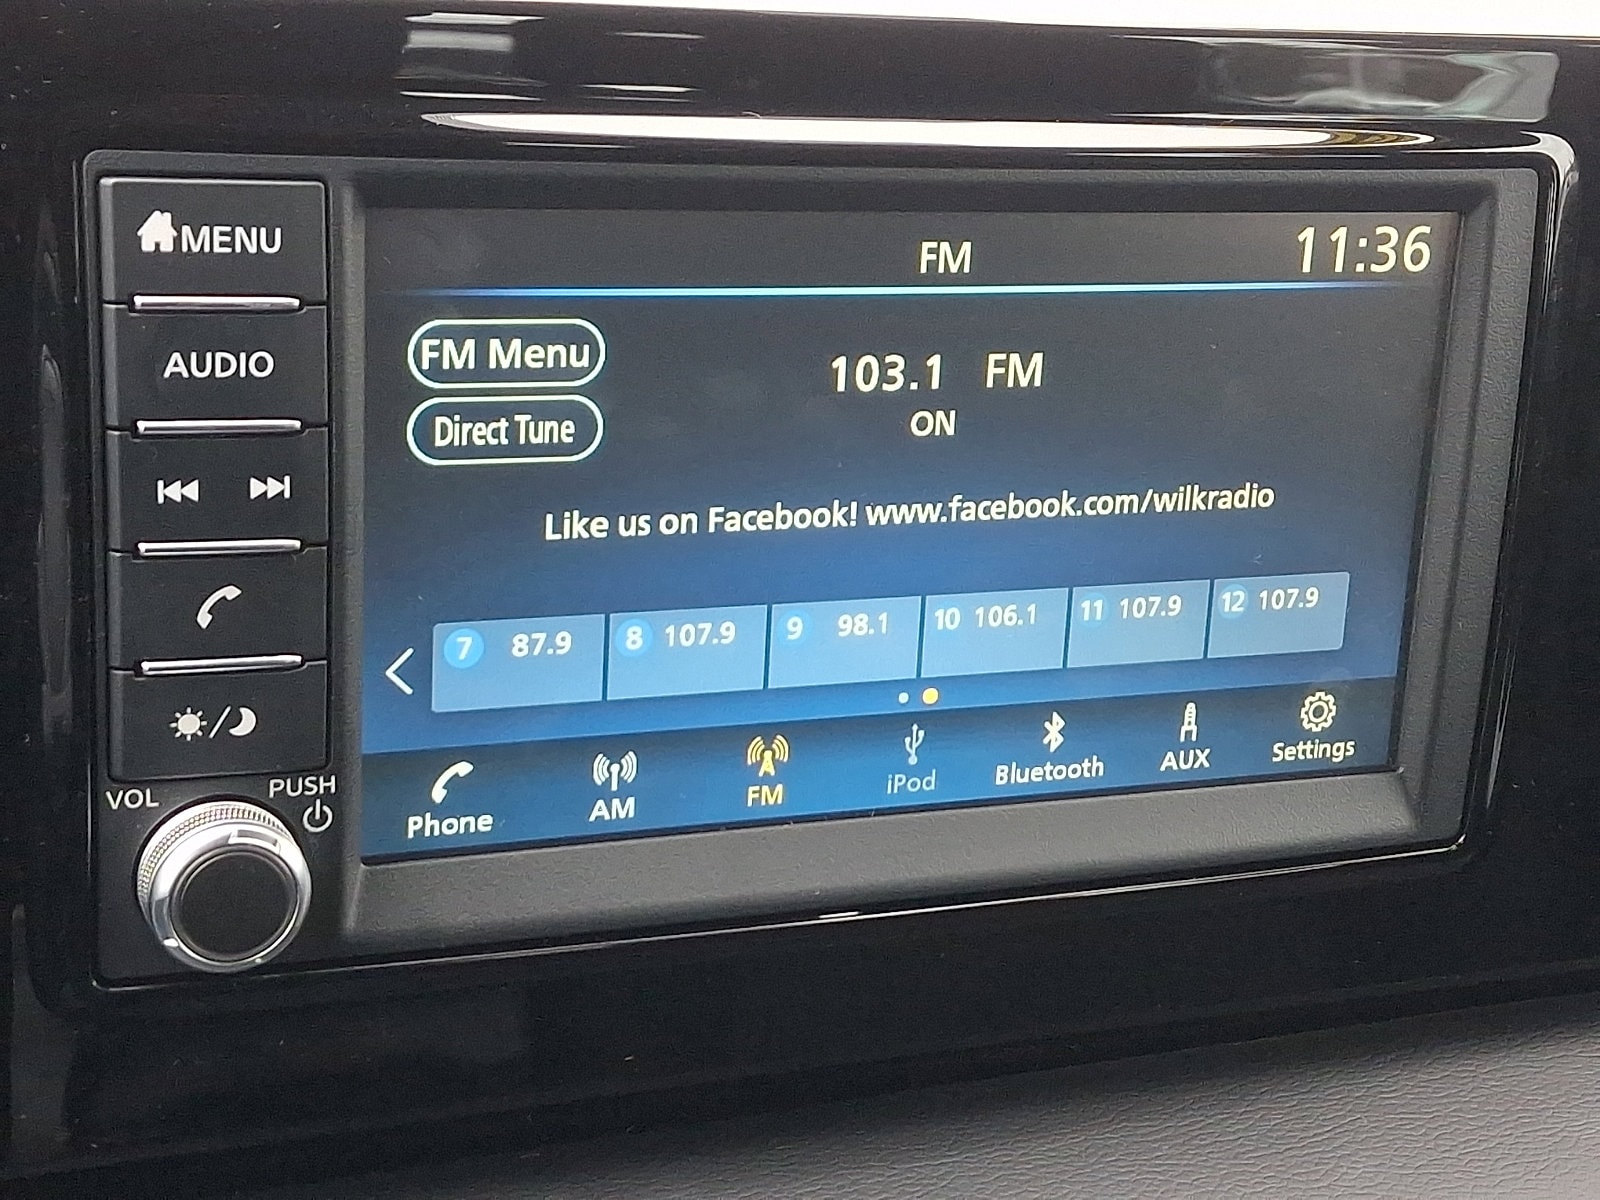 MENU
AUDIO
VOL
PUSH
FM
11:36
FM Menu
103.1 FM
Direct Tune
ON
Like us on Facebook! www.facebook.com/wilkradio
7 87.9
8 107.9
9 98.1
10 106.1
11 107.9
12 107.9
Phone
AM
FM
iPod
Bluetooth
AUX
Settings